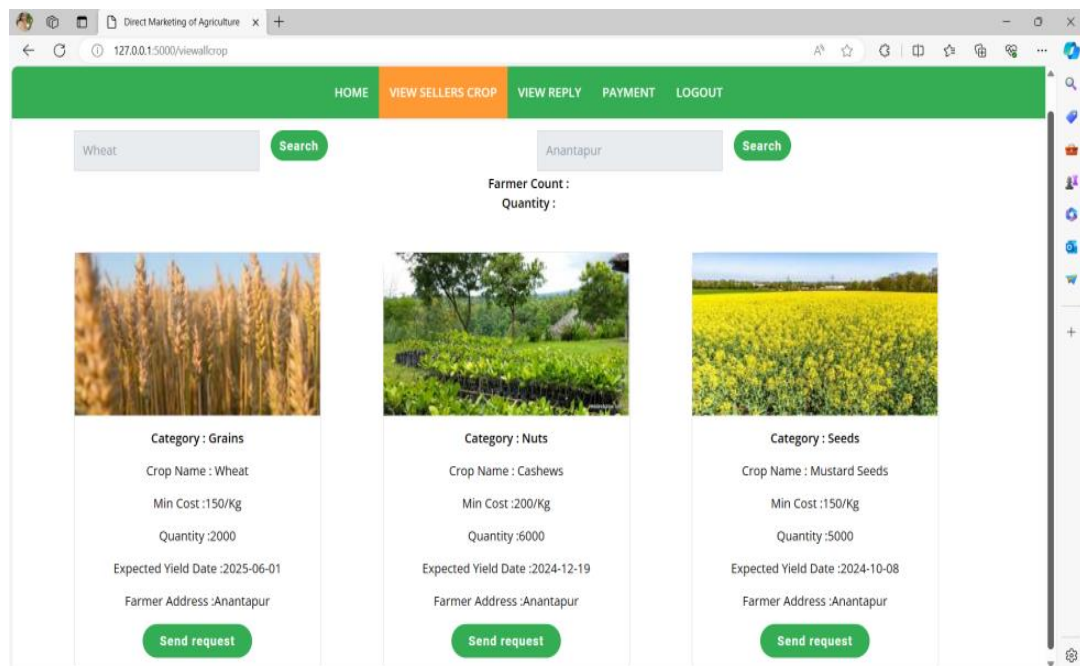 Direct Marketing of Agriculture
127.0.0.1:5000/viewallcrop
HOME VIEW SELLERS CROP VIEW REPLY PAYMENT LOGOUT
Wheat Search Anantapur Search
Farmer Count :
Quantity :
Category : Grains
Crop Name : Wheat
Min Cost :150/Kg
Quantity :2000
Expected Yield Date :2025-06-01
Farmer Address :Anantapur
Send request
Category : Nuts
Crop Name : Cashews
Min Cost :200/Kg
Quantity :6000
Expected Yield Date :2024-12-19
Farmer Address :Anantapur
Send request
Category : Seeds
Crop Name : Mustard Seeds
Min Cost :150/Kg
Quantity :5000
Expected Yield Date :2024-10-08
Farmer Address :Anantapur
Send request